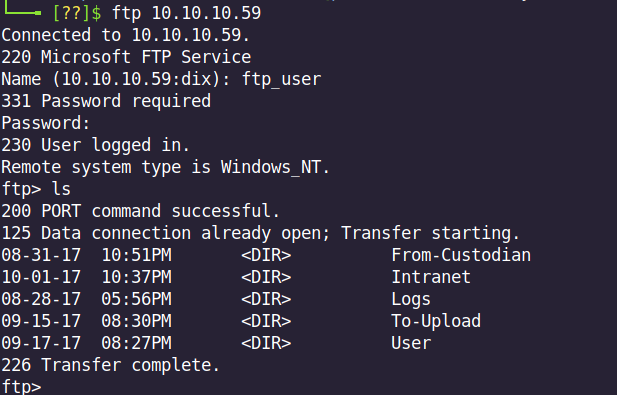 [??]$ ftp 10.10.10.59
Connected to 10.10.10.59.
220 Microsoft FTP Service
Name (10.10.10.59:dix): ftp_user
331 Password required
Password:
230 User logged in.
Remote system type is Windows_NT.
ftp> ls
200 PORT command successful.
125 Data connection already open; Transfer starting.
08-31-17  10:51PM       <DIR>          From-Custodian
10-01-17  10:37PM       <DIR>          Intranet
08-28-17  05:56PM       <DIR>          Logs
09-15-17  08:30PM       <DIR>          To-Upload
09-17-17  08:27PM       <DIR>          User
226 Transfer complete.
ftp>